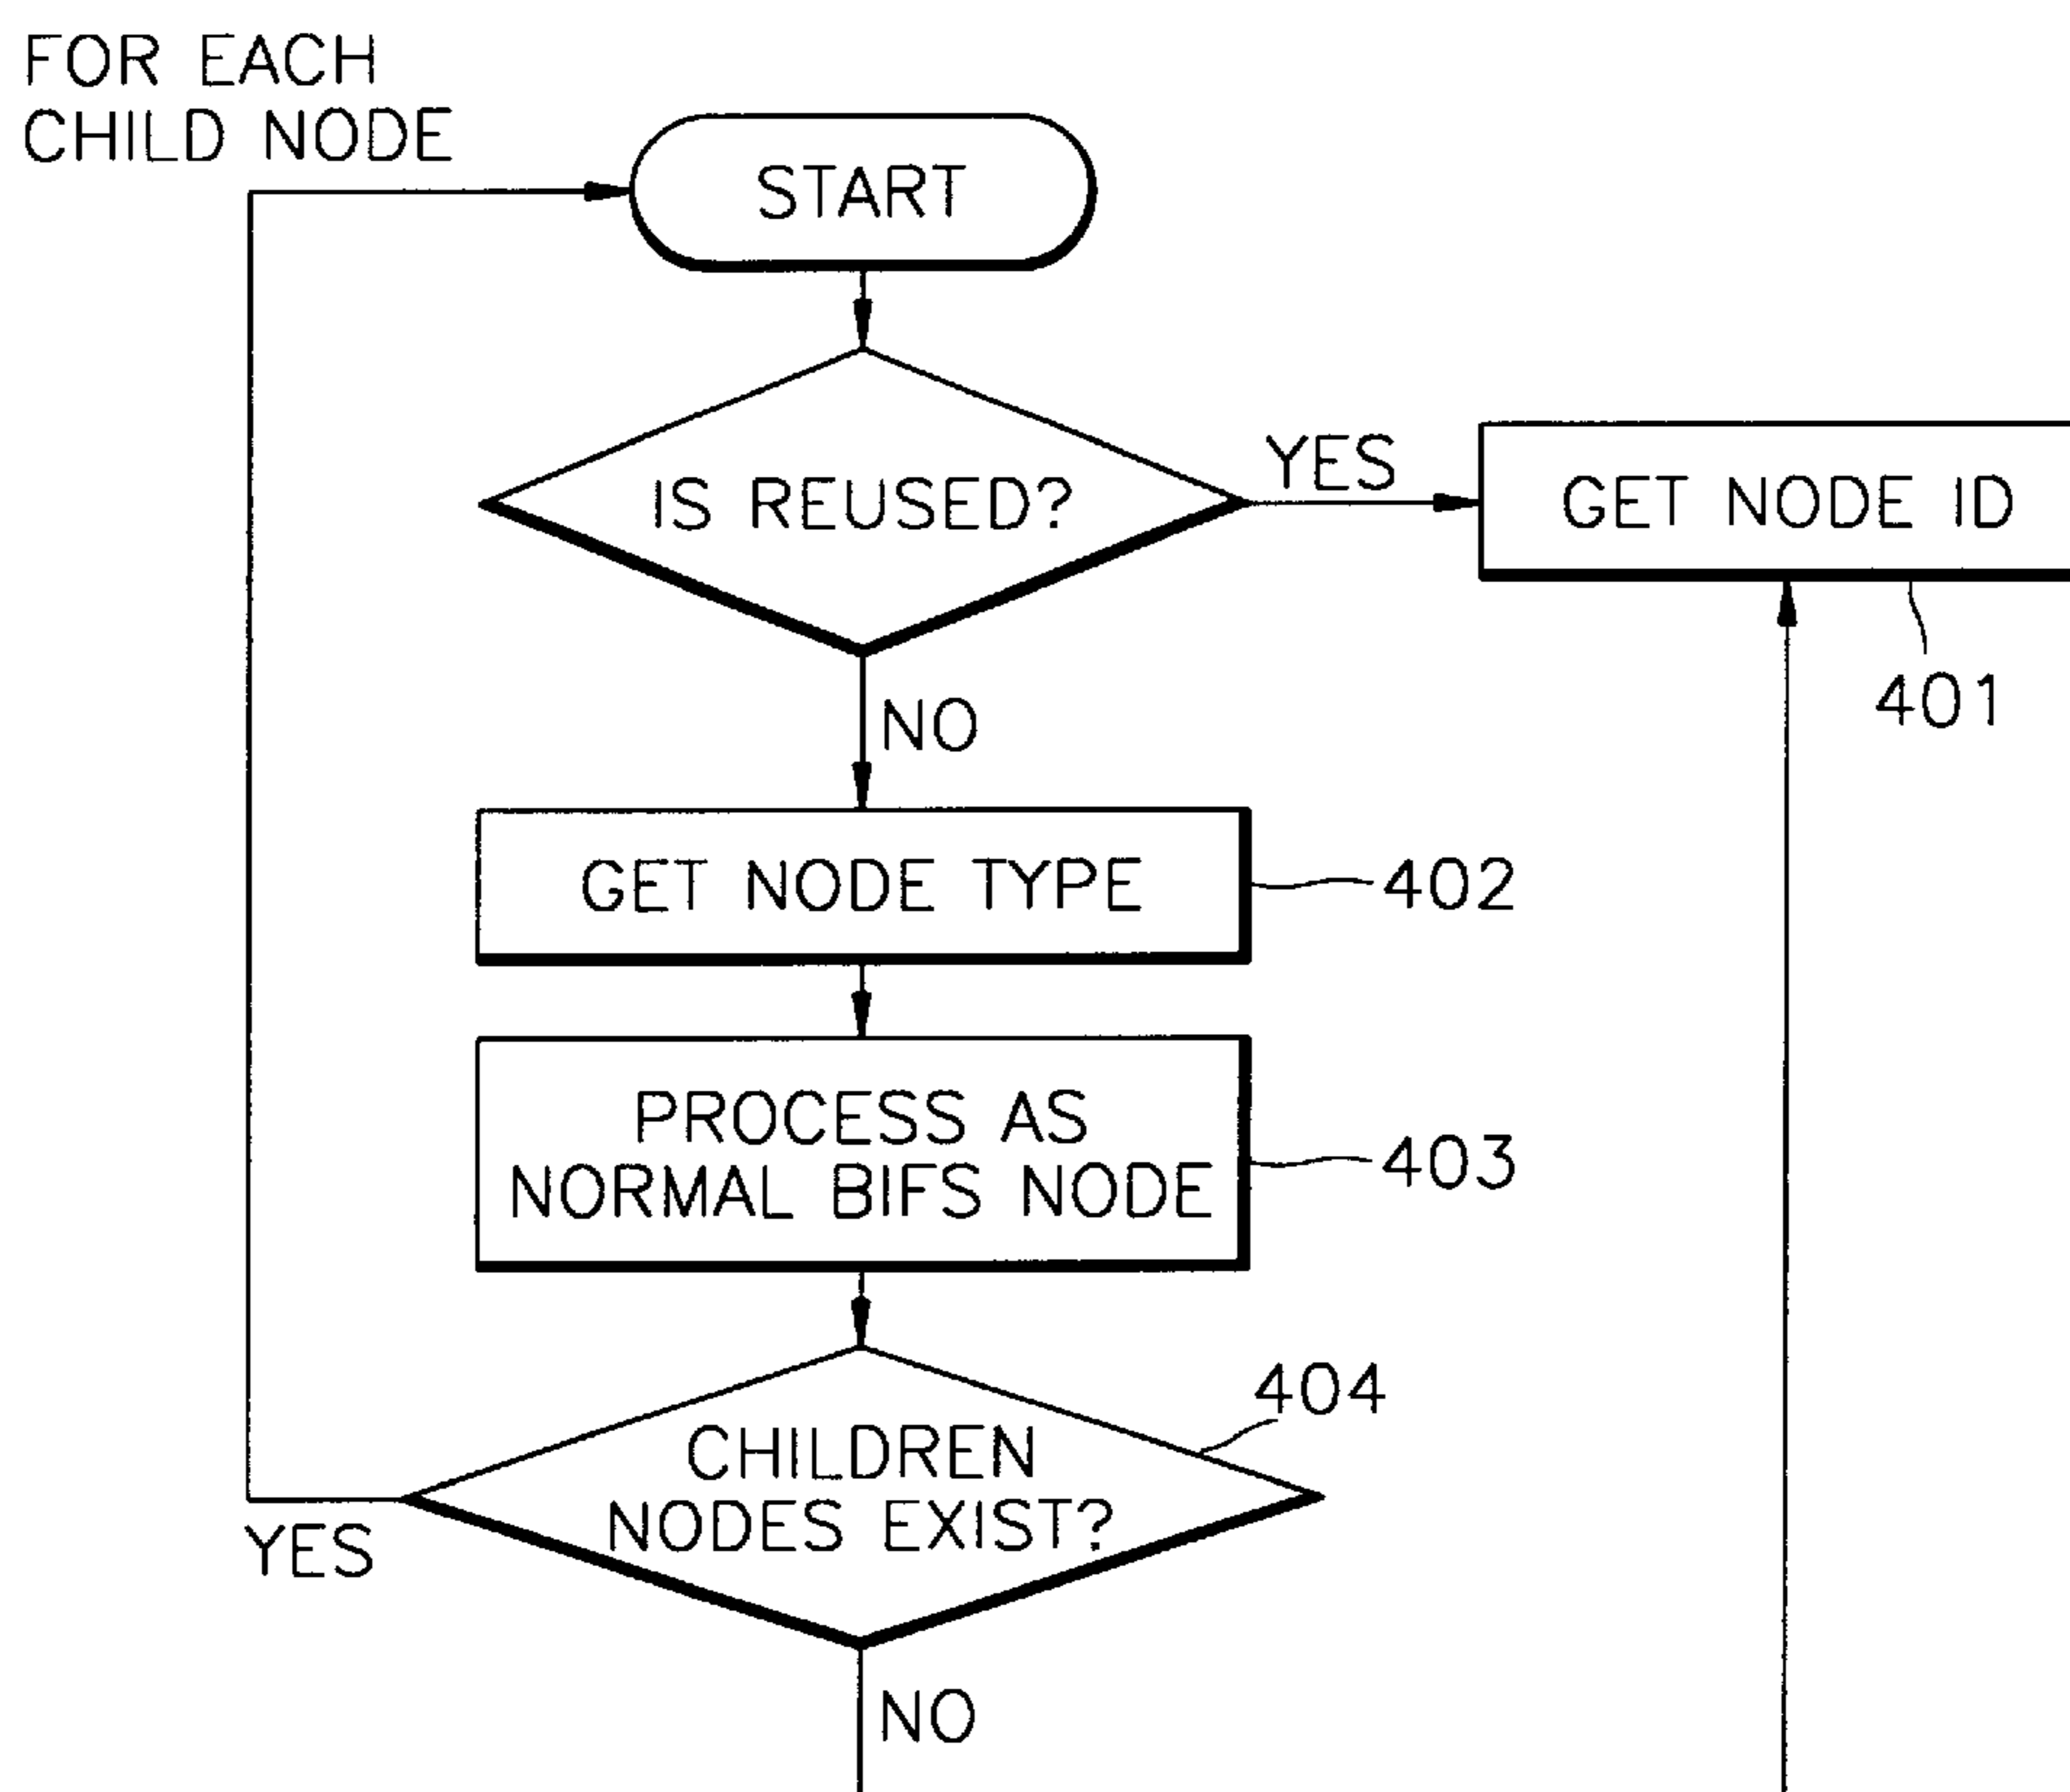 FOR EACH
CHILD NODE
START
IS REUSED?
YES
GET NODE ID
401
NO
GET NODE TYPE
402
PROCESS AS
NORMAL BIFS NODE
403
404
CHILDREN
NODES EXIST?
YES
NO